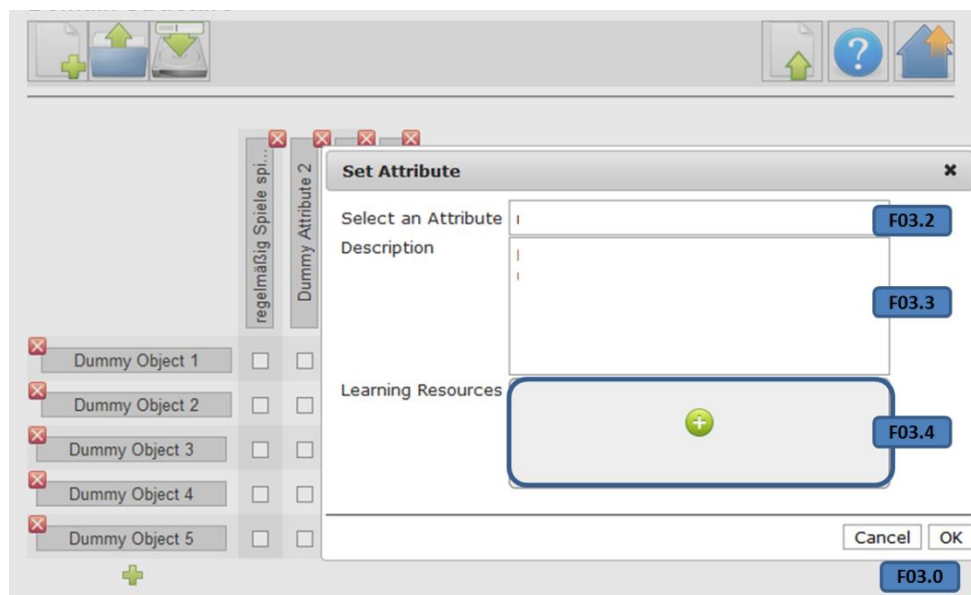 regelmäßig Spiele spi...
Dummy Attribute 2
Set Attribute
Select an Attribute
F03.2
Description
F03.3
Learning Resources
F03.4
Dummy Object 1
Dummy Object 2
Dummy Object 3
Dummy Object 4
Dummy Object 5
Cancel
OK
F03.0